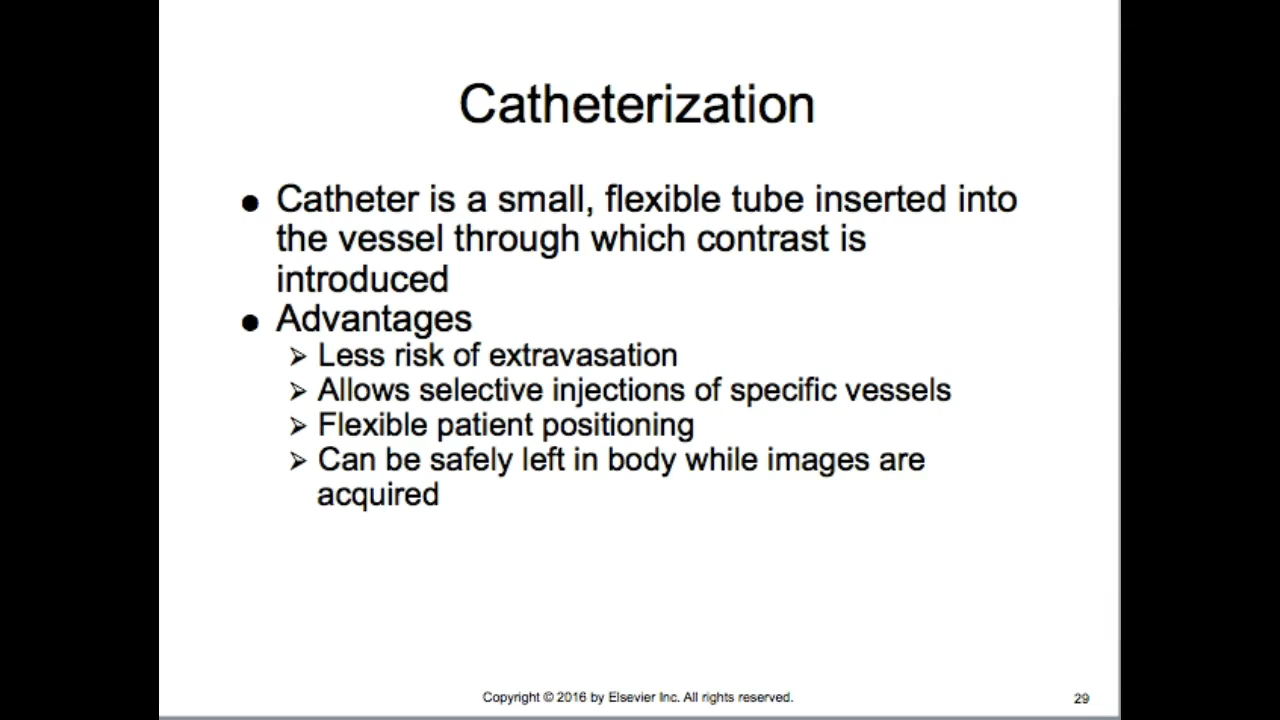 Catheterization
● Catheter is a small, flexible tube inserted into
the vessel through which contrast is
introduced
● Advantages
➢ Less risk of extravasation
➢ Allows selective injections of specific vessels
➢ Flexible patient positioning
➢ Can be safely left in body while images are
acquired
Copyright © 2016 by Elsevier Inc. All rights reserved.
29